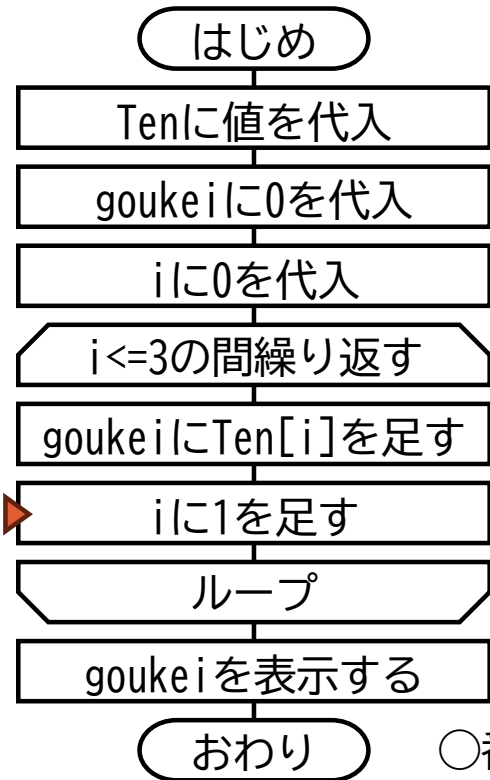 はじめ
Tenに値を代入
goukeiに0を代入
iに0を代入
i<=3の間繰り返す
goukeiにTen[i]を足す
iに1を足す
ループ
goukeiを表示する
おわり